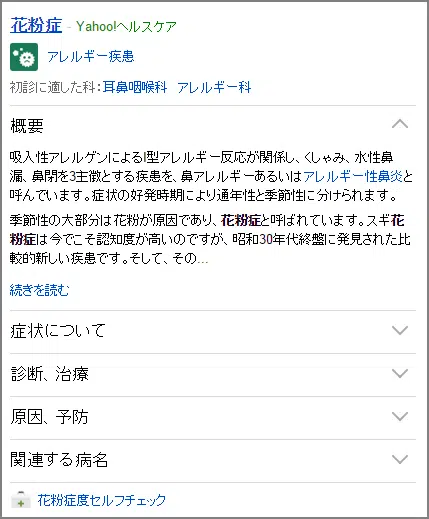 花粉症 - Yahoo!ヘルスケア
アレルギー疾患
初診に適した科：耳鼻咽喉科 アレルギー科
概要
吸入性アレルゲンによるI型アレルギー反応が関係し、くしゃみ、水性鼻
漏、鼻閉を3主徴とする疾患を、鼻アレルギーあるいはアレルギー性鼻炎と
呼んでいます。症状の好発時期により通年性と季節性に分けられます。
季節性の大部分は花粉が原因であり、花粉症と呼ばれています。スギ花
粉症は今でこそ認知度が高いのですが、昭和30年代終盤に発見された比
較的新しい疾患です。そして、その...
続きを読む
症状について
診断、治療
原因、予防
関連する病名
花粉症度セルフチェック